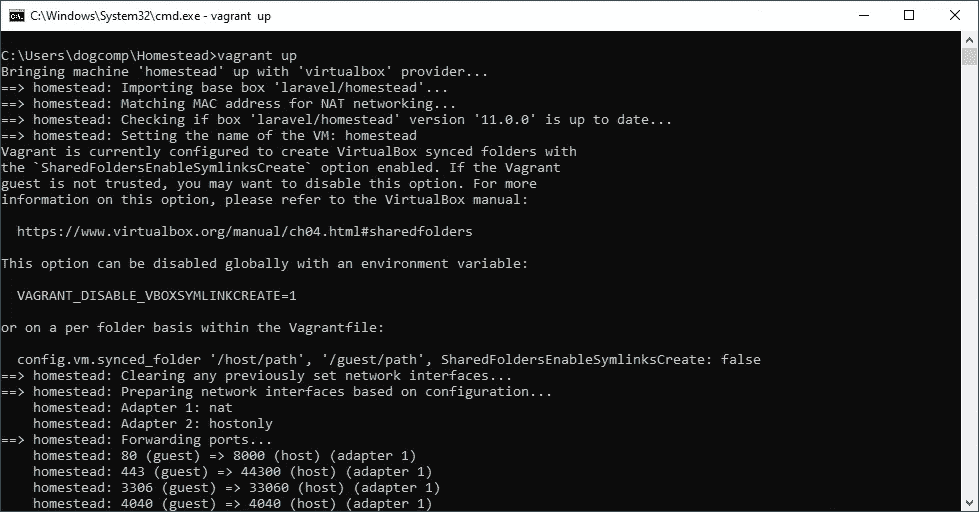 C:\Windows\System32\cmd.exe - vagrant  up
C:\Users\dogcomp\Homestead>vagrant up
Bringing machine 'homestead' up with 'virtualbox' provider...
==> homestead: Importing base box 'laravel/homestead'...
==> homestead: Matching MAC address for NAT networking...
==> homestead: Checking if box 'laravel/homestead' version '11.0.0' is up to date...
==> homestead: Setting the name of the VM: homestead
Vagrant is currently configured to create VirtualBox synced folders with
the `SharedFoldersEnableSymlinksCreate` option enabled. If the Vagrant
guest is not trusted, you may want to disable this option. For more
information on this option, please refer to the VirtualBox manual:
https://www.virtualbox.org/manual/ch04.html#sharedfolders
This option can be disabled globally with an environment variable:
VAGRANT_DISABLE_VBOXSYMLINKCREATE=1
or on a per folder basis within the Vagrantfile:
config.vm.synced_folder '/host/path', '/guest/path', SharedFoldersEnableSymlinksCreate: false
==> homestead: Clearing any previously set network interfaces...
==> homestead: Preparing network interfaces based on configuration...
homestead: Adapter 1: nat
homestead: Adapter 2: hostonly
==> homestead: Forwarding ports...
homestead: 80 (guest) => 8000 (host) (adapter 1)
homestead: 443 (guest) => 44300 (host) (adapter 1)
homestead: 3306 (guest) => 33060 (host) (adapter 1)
homestead: 4040 (guest) => 4040 (host) (adapter 1)